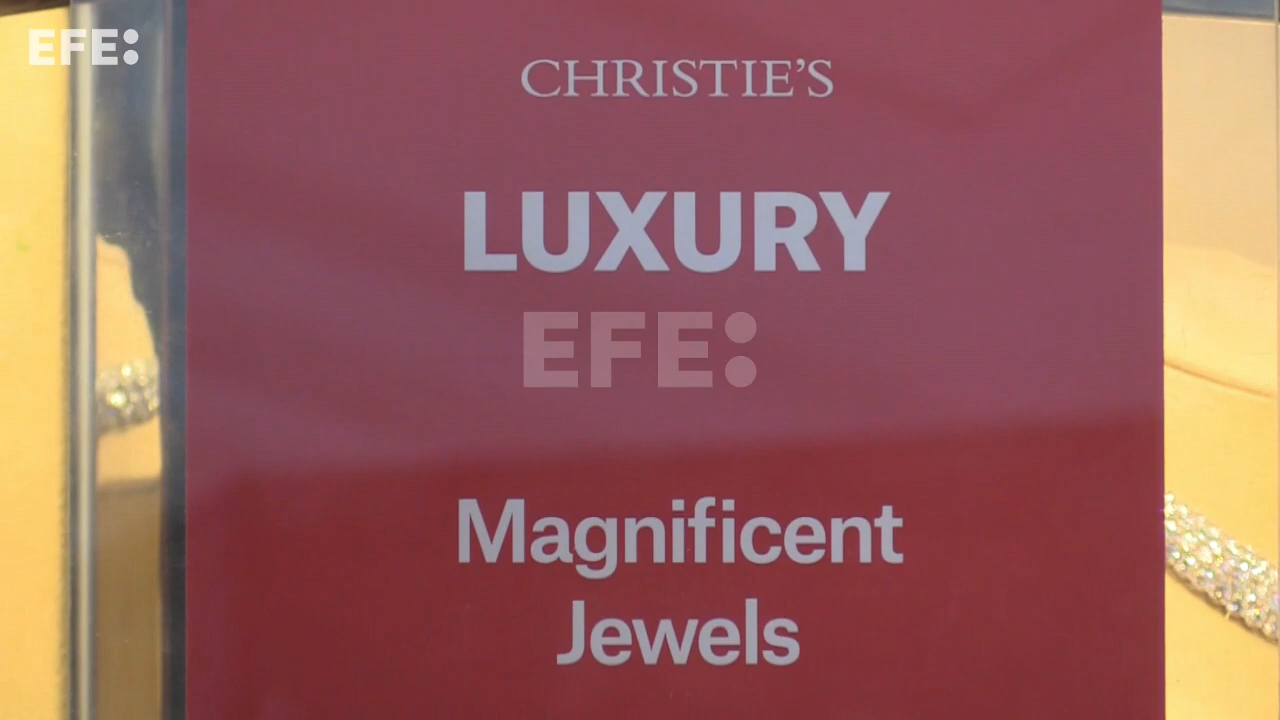 EFE:
CHRISTIE'S
LUXURY
EFE:
Magnificent
Jewels